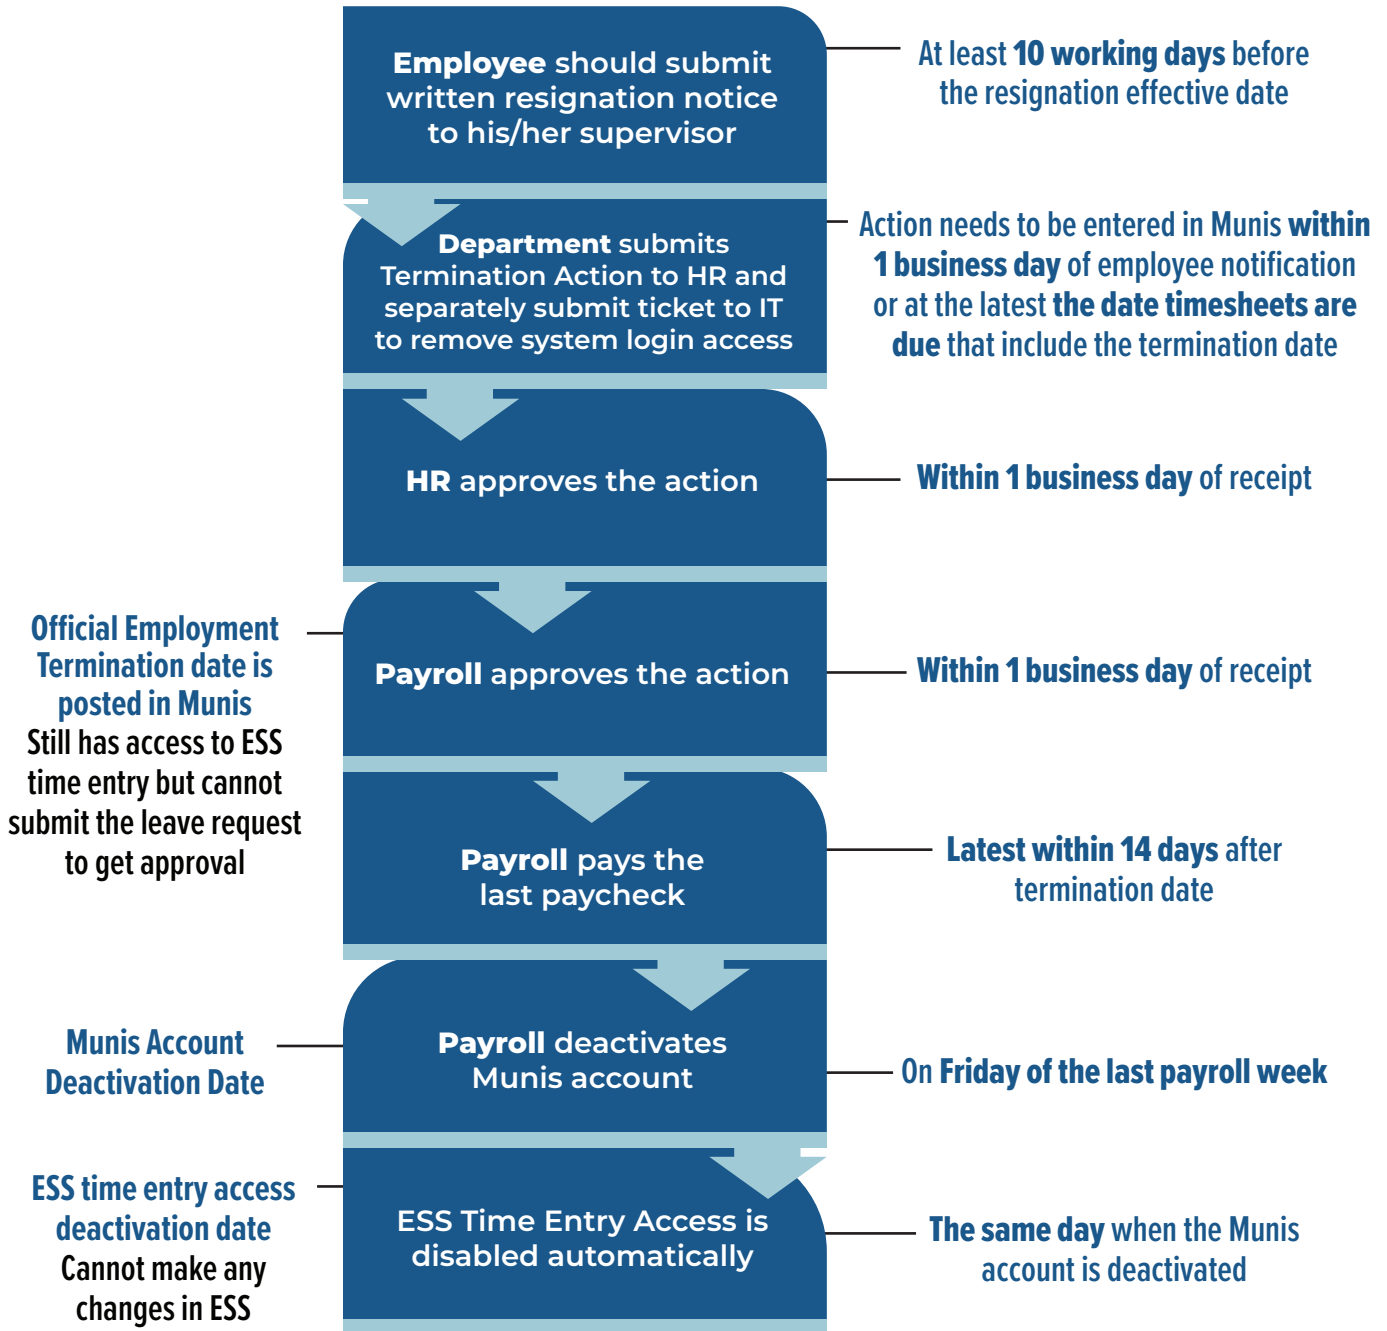 Employee should submit
written resignation notice
to his/her supervisor
At least 10 working days before
the resignation effective date
Department submits
Termination Action to HR and
separately submit ticket to IT
to remove system login access
Action needs to be entered in Munis within
1 business day of employee notification
or at the latest the date timesheets are
due that include the termination date
HR approves the action
Within 1 business day of receipt
Official Employment
Termination date is
posted in Munis
Still has access to ESS
time entry but cannot
submit the leave request
to get approval
Payroll approves the action
Within 1 business day of receipt
Payroll pays the
last paycheck
Latest within 14 days after
termination date
Munis Account
Deactivation Date
Payroll deactivates
Munis account
On Friday of the last payroll week
ESS time entry access
deactivation date
Cannot make any
changes in ESS
ESS Time Entry Access is
disabled automatically
The same day when the Munis
account is deactivated